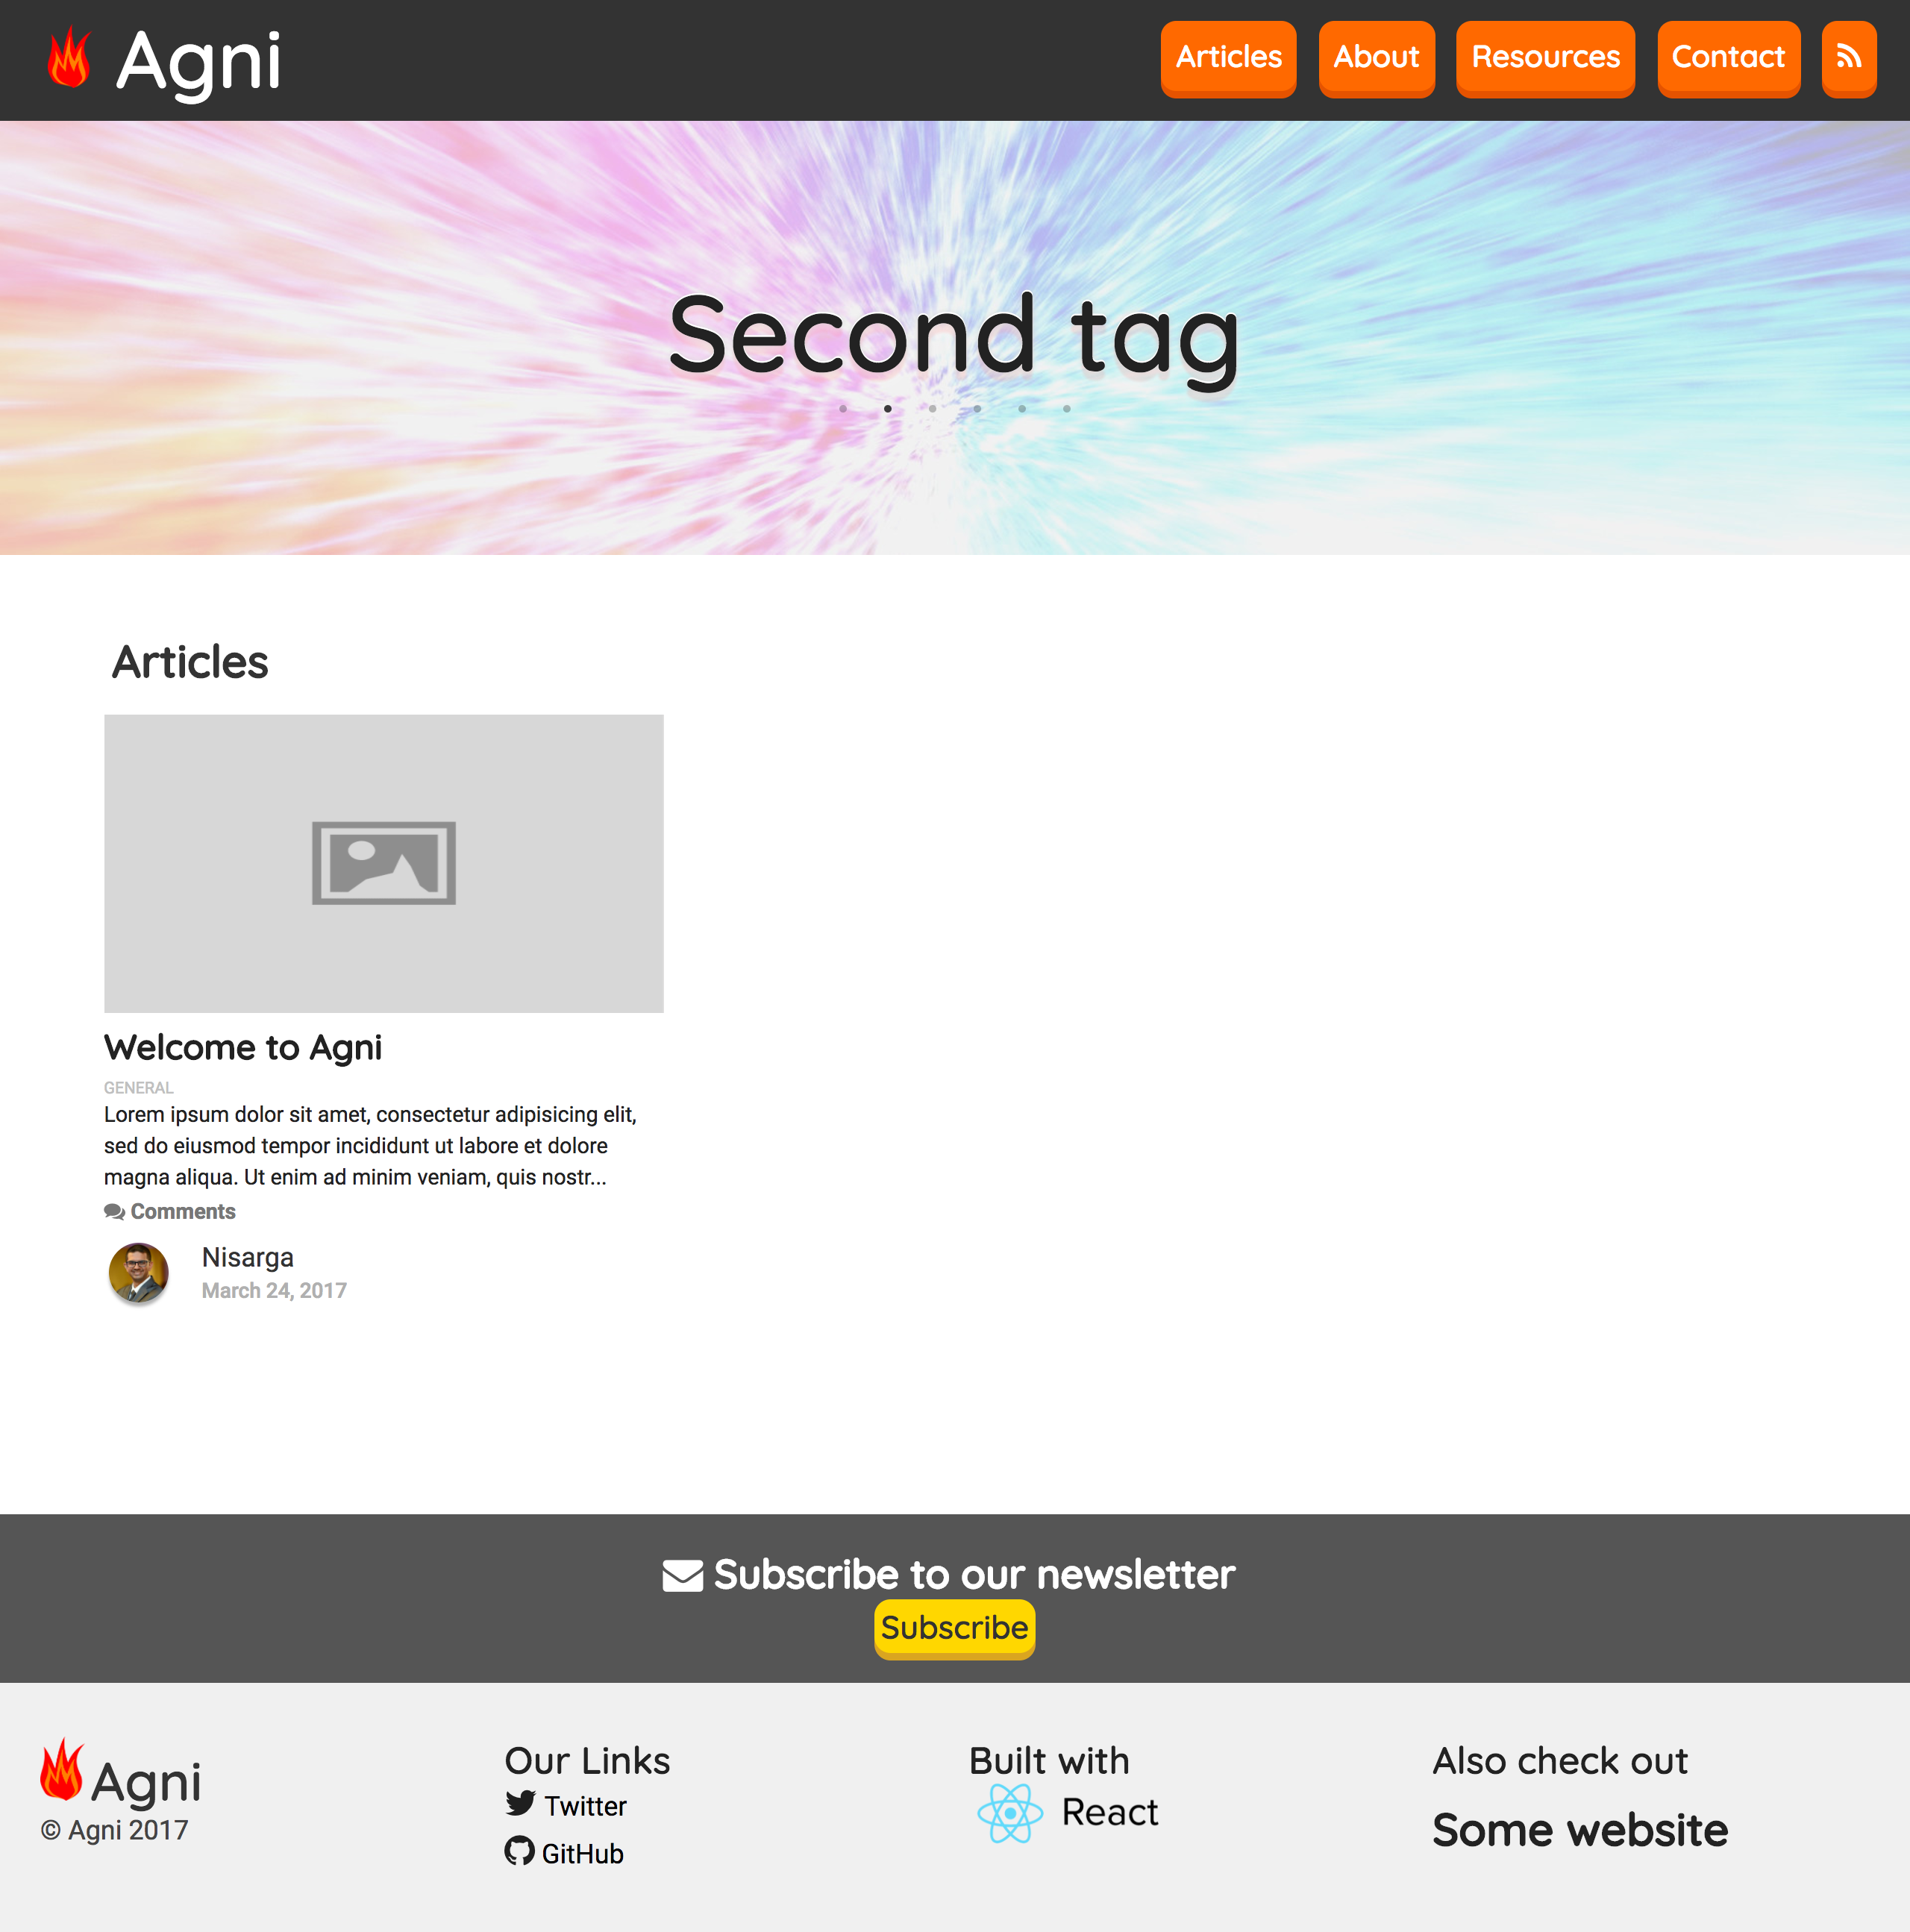 Agni
Articles
About
Resources
Contact
Second tag
Articles
Welcome to Agni
GENERAL
Lorem ipsum dolor sit amet, consectetur adipisicing elit,
sed do eiusmod tempor incididunt ut labore et dolore
magna aliqua. Ut enim ad minim veniam, quis nostr...
Comments
Nisarga
March 24, 2017
Subscribe to our newsletter
Subscribe
Agni
© Agni 2017
Our Links
Twitter
GitHub
Built with
React
Also check out
Some website